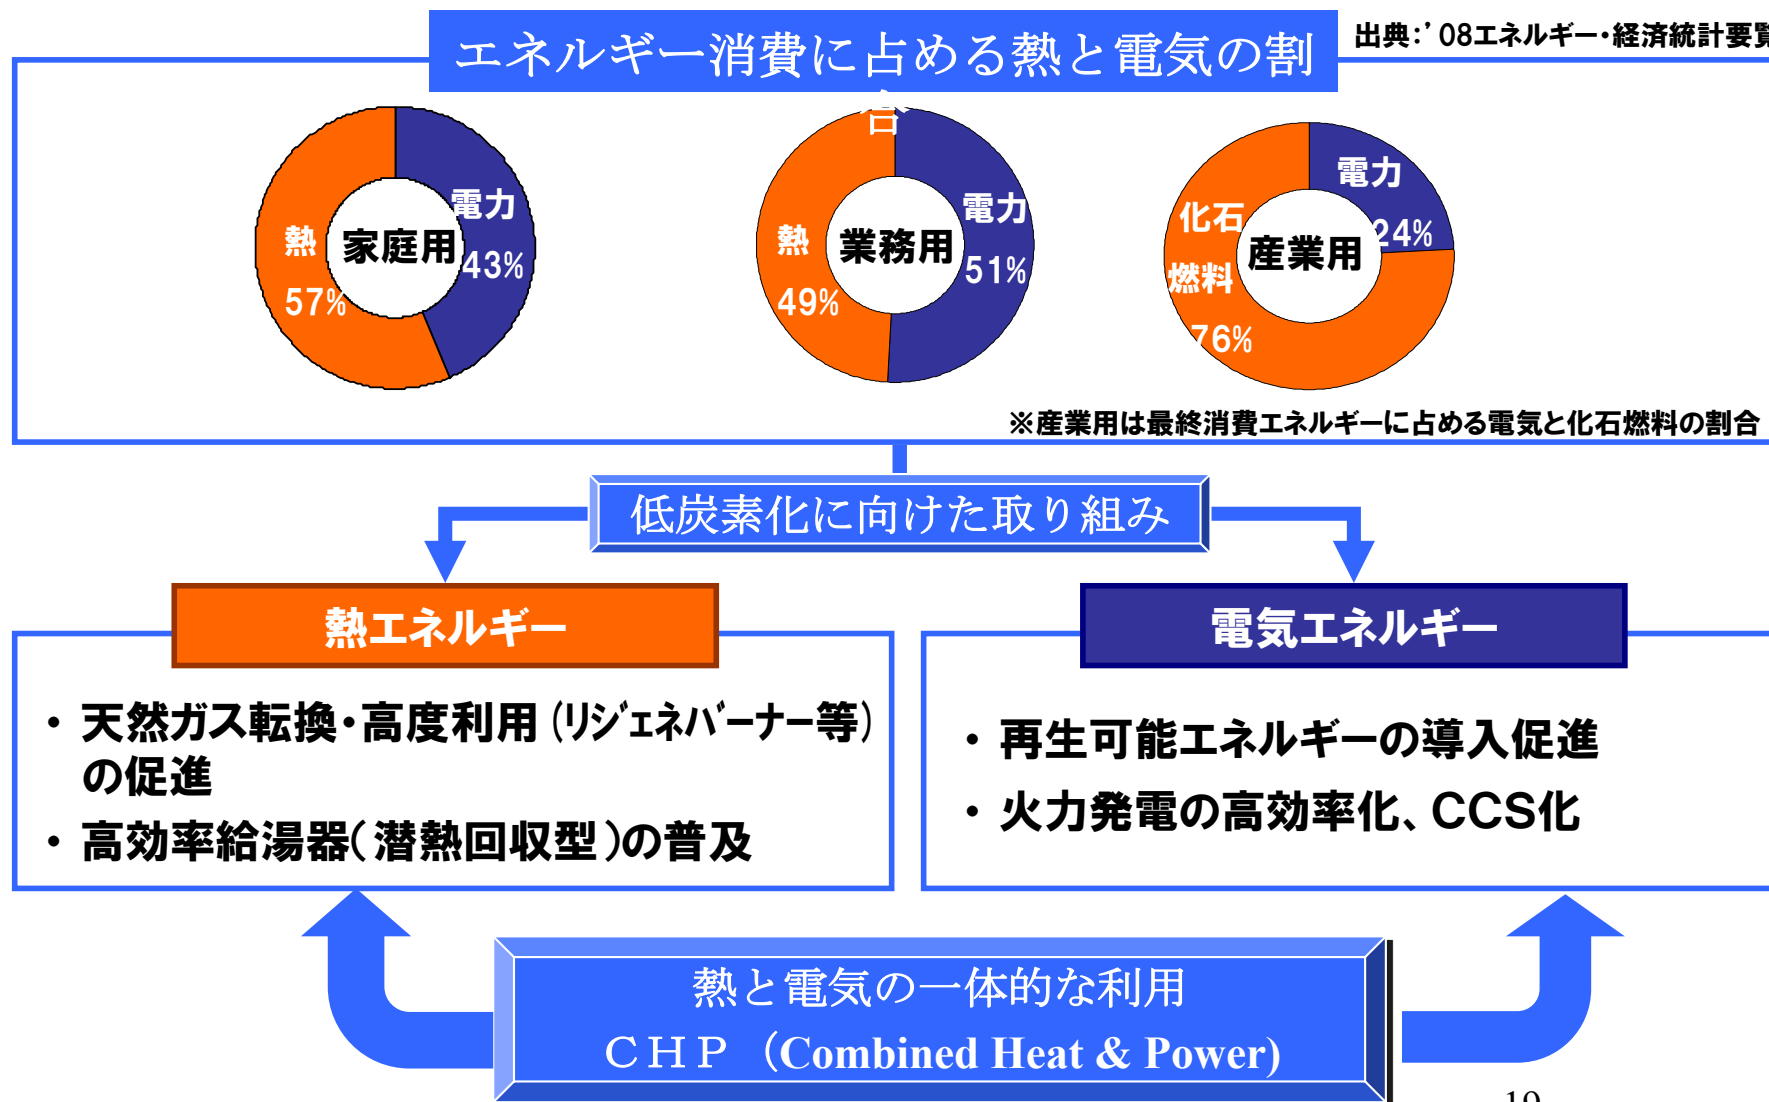 エネルギー消費に占める熱と電気の割
合
出典：’08エネルギー・経済統計要覧
熱
57%
家庭用
電力
43%
熱
49%
業務用
電力
51%
化石
燃料
76%
産業用
電力
24%
※産業用は最終消費エネルギーに占める電気と化石燃料の割合
低炭素化に向けた取り組み
熱エネルギー
・天然ガス転換・高度利用（リジェネバーナー等）
の促進
・高効率給湯器（潜熱回収型）の普及
電気エネルギー
・再生可能エネルギーの導入促進
・火力発電の高効率化、CCS化
熱と電気の一体的な利用
ＣＨＰ（Combined Heat & Power)